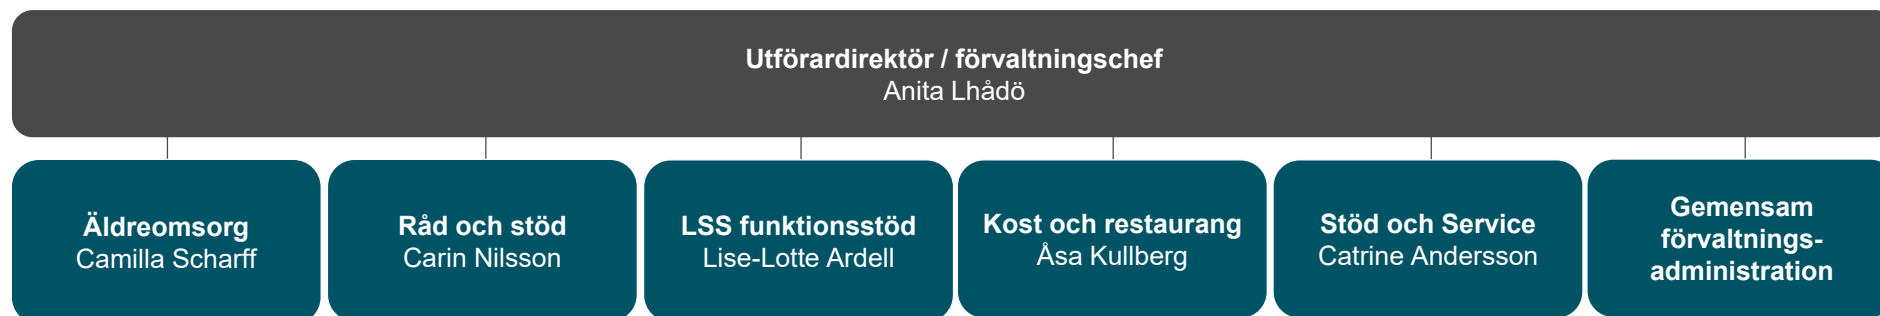 Utförardirektör / förvaltningschef
Anita Lhådö
Äldreomsorg
Camilla Scharff
Råd och stöd
Carin Nilsson
LSS funktionsstöd
Lise-Lotte Ardell
Kost och restaurang
Åsa Kullberg
Stöd och Service
Catrine Andersson
Gemensam
förvaltnings-
administration